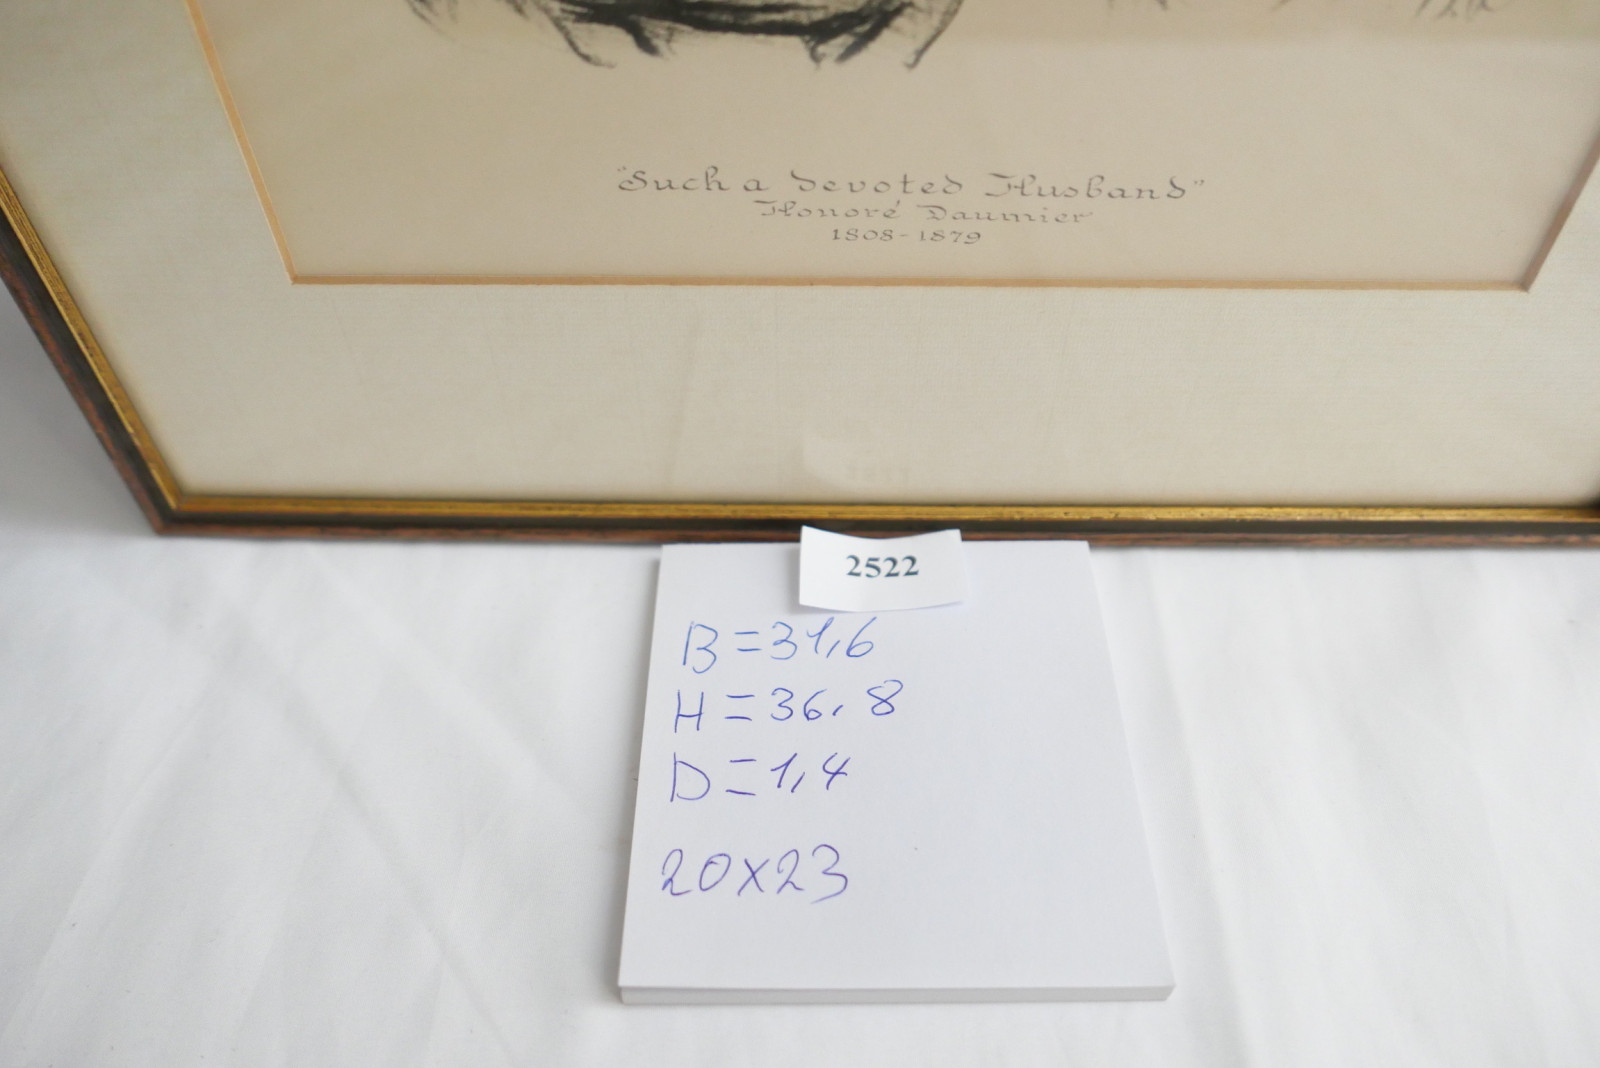 "Such a devoted Husband"
Honoré Daumier
1808-1879
2522
B=31,6
H=36,8
D=1,4
20x23